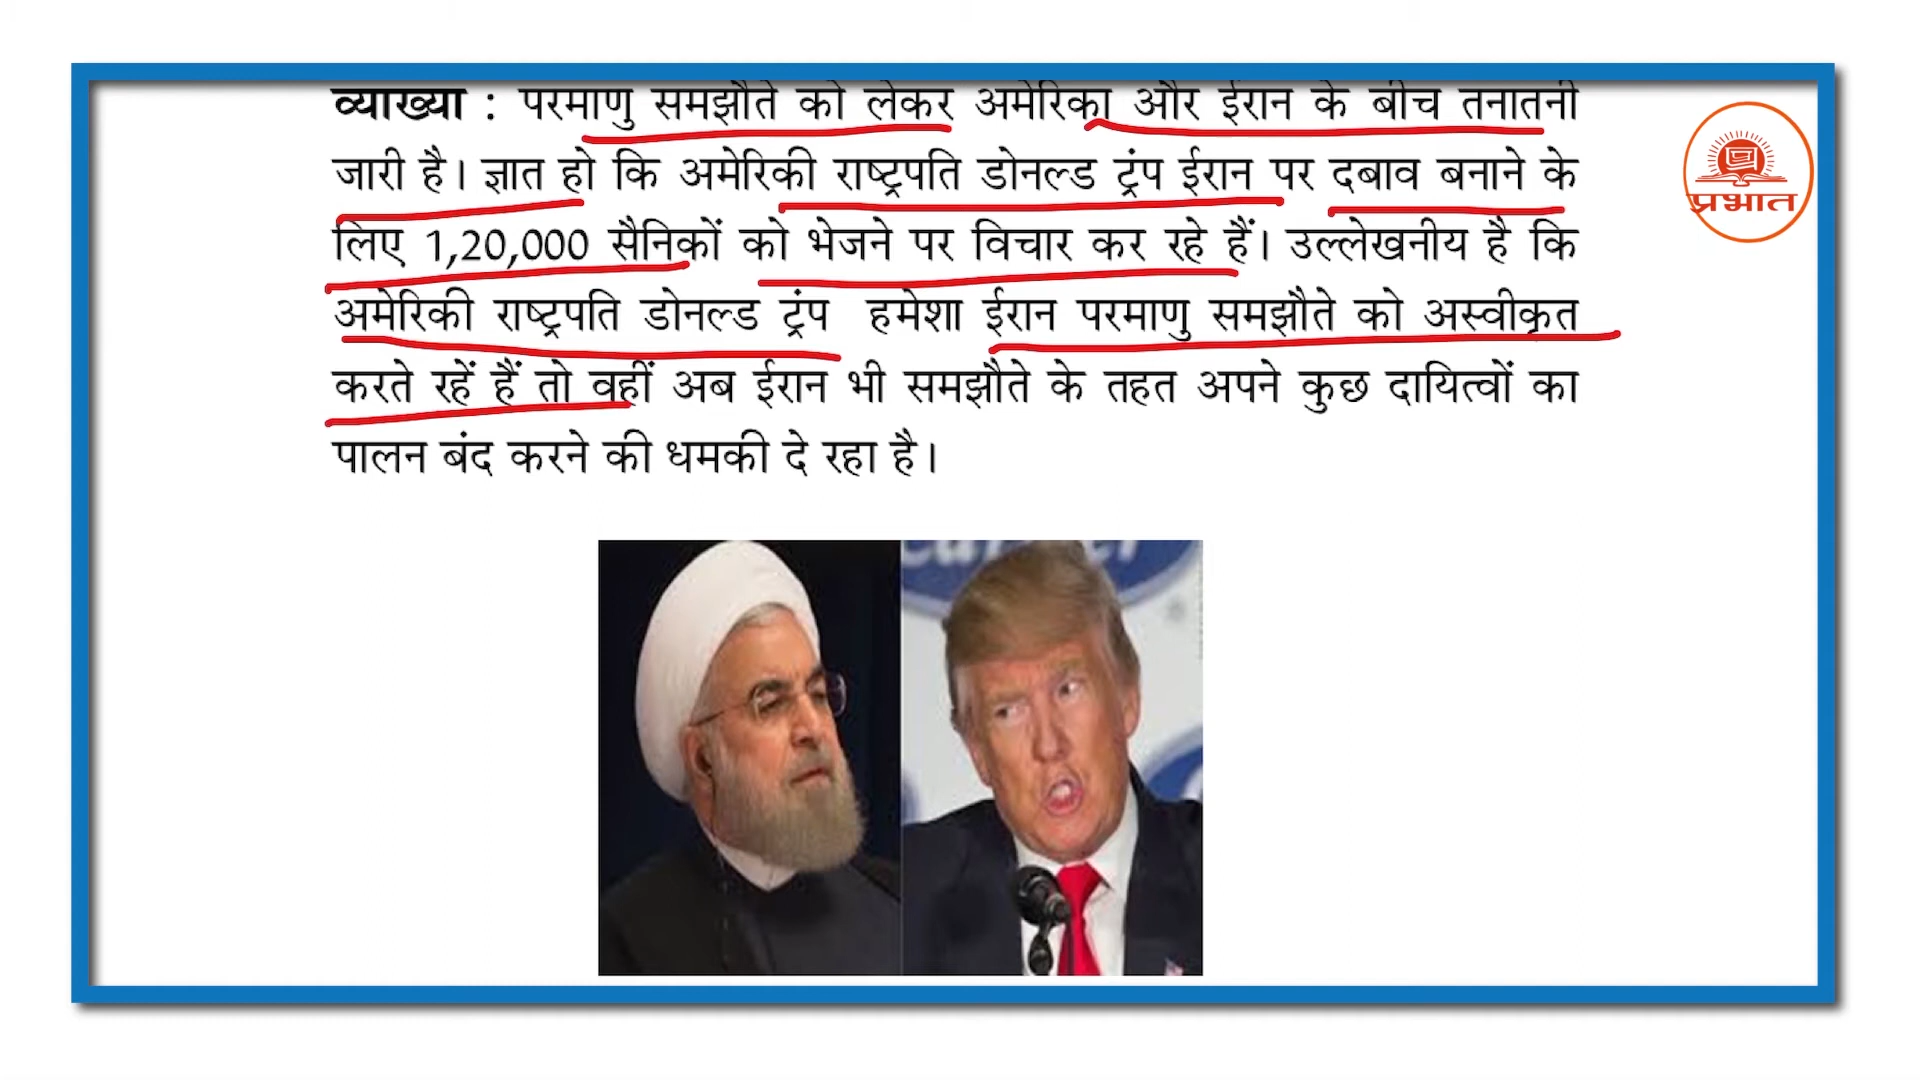 व्याख्या : परमाणु समझौते को लेकर अमेरिका और ईरान के बीच तनातनी
जारी है। ज्ञात हो कि अमेरिकी राष्ट्रपति डोनल्ड ट्रंप ईरान पर दबाव बनाने के
लिए 1,20,000 सैनिकों को भेजने पर विचार कर रहे हैं। उल्लेखनीय है कि
अमेरिकी राष्ट्रपति डोनल्ड ट्रंप हमेशा ईरान परमाणु समझौते को अस्वीकृत
करते रहें हैं तो वहीं अब ईरान भी समझौते के तहत अपने कुछ दायित्वों का
पालन बंद करने की धमकी दे रहा है।
प्रभात